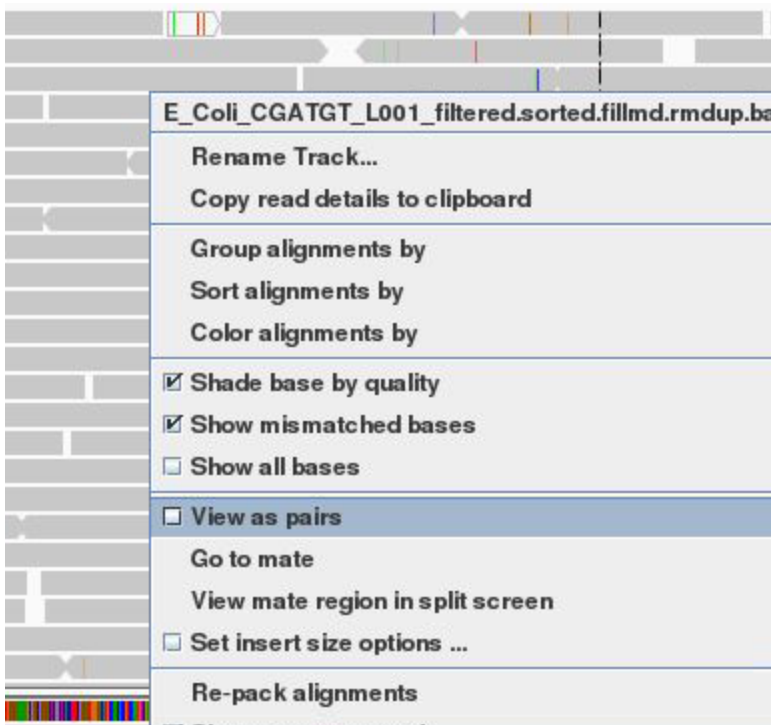 E_Coli_CGATGT_L001_filtered.sorted.fillmd.rmdup.ba
Rename Track...
Copy read details to clipboard
Group alignments by
Sort alignments by
Color alignments by
Shade base by quality
Show mismatched bases
Show all bases
View as pairs
Go to mate
View mate region in split screen
Set insert size options ...
Re-pack alignments